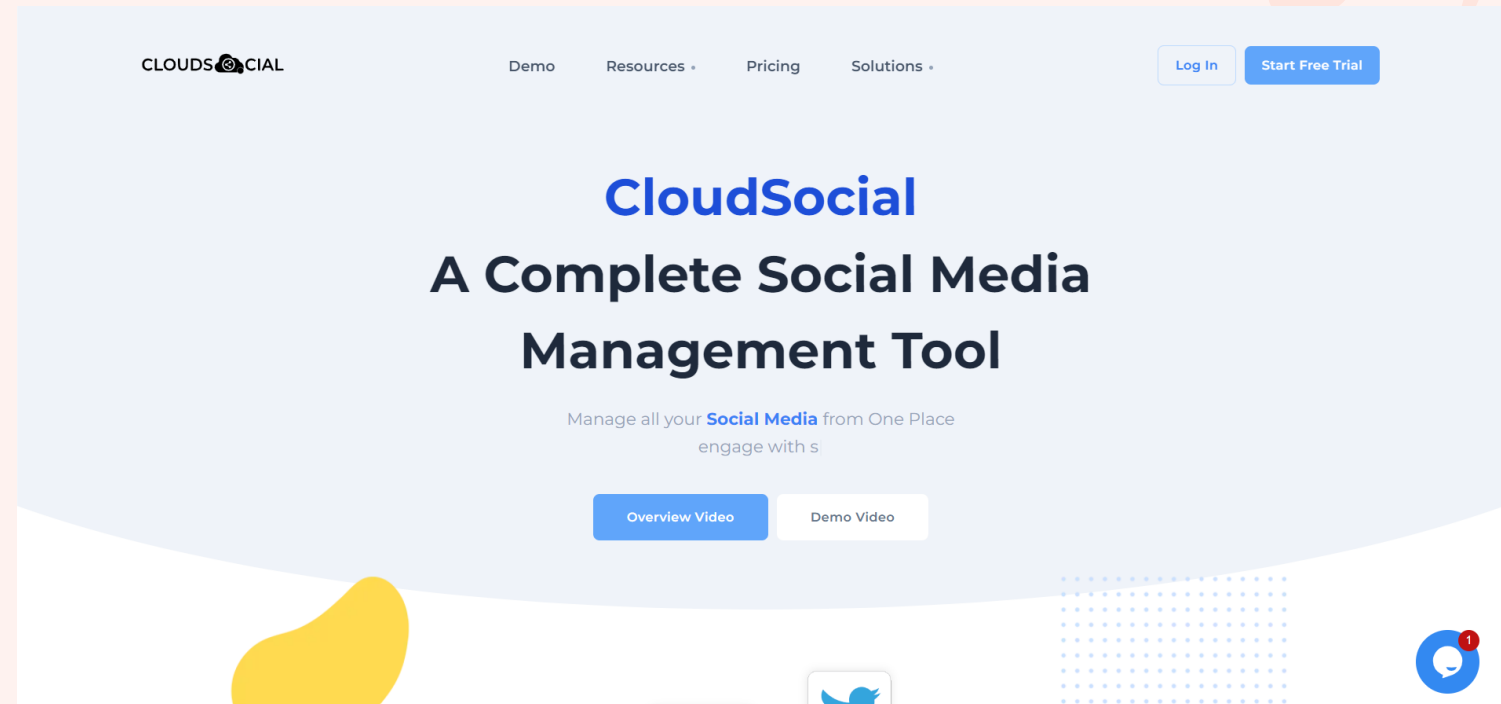 CLOUDSOCIAL
Demo
Resources
Pricing
Solutions
Log In
Start Free Trial
CloudSocial
A Complete Social Media
Management Tool
Manage all your Social Media from One Place
engage with s
Overview Video
Demo Video
1